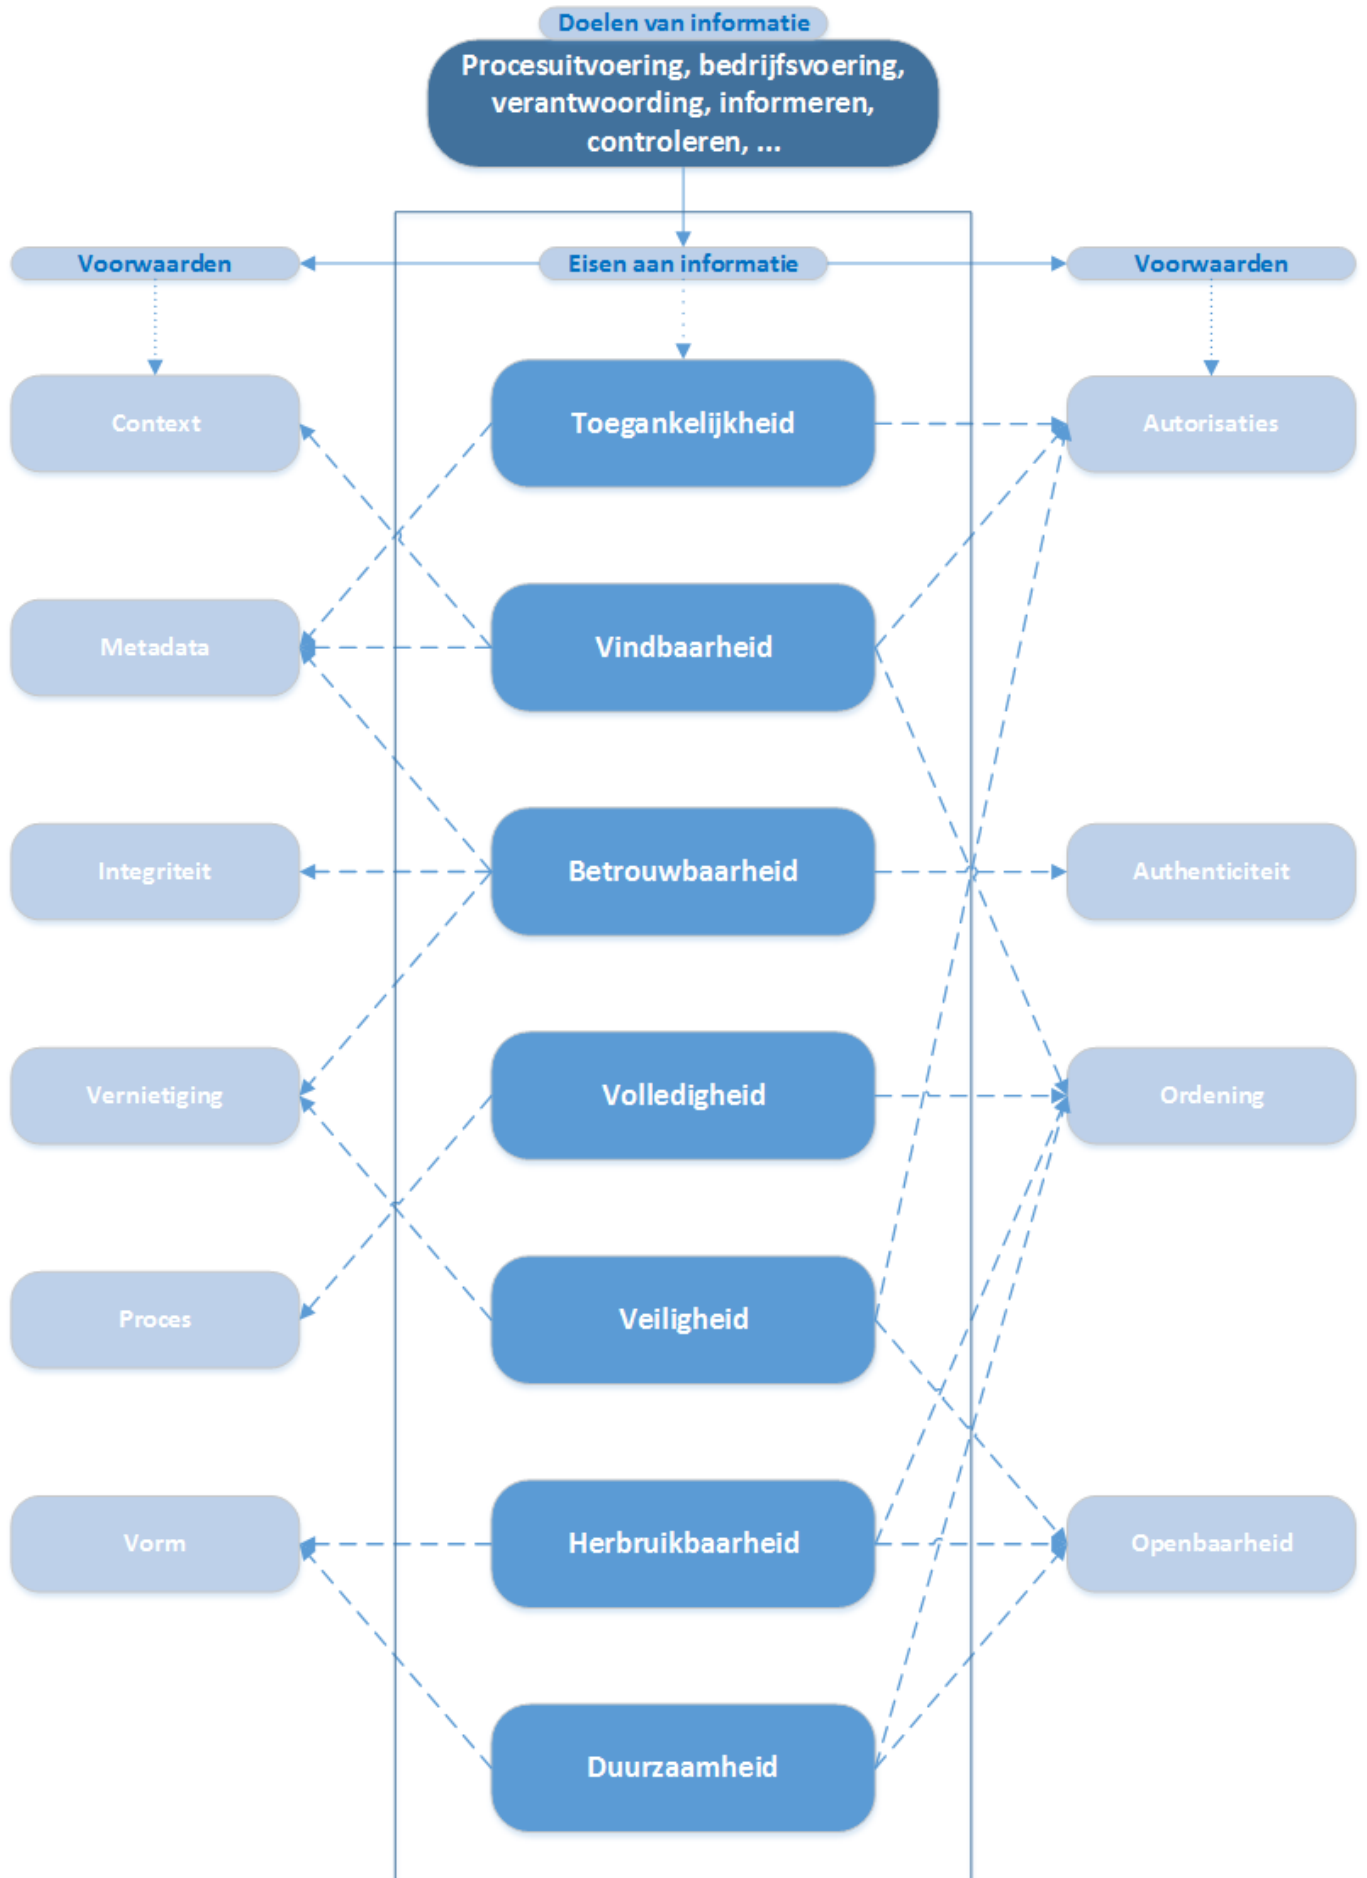 Doelen van informatie
Procesuitvoering, bedrijfsvoering,
verantwoording, informeren,
controleren, ...
Voorwaarden
Eisen aan informatie
Voorwaarden
Context
Toegankelijkheid
Autorisaties
Metadata
Vindbaarheid
Integriteit
Betrouwbaarheid
Authenticiteit
Vernietiging
Volledigheid
Ordening
Proces
Veiligheid
Vorm
Herbruikbaarheid
Openbaarheid
Duurzaamheid